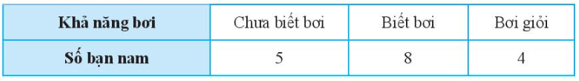 Khả năng bơi Chưa biết bơi Biết bơi Bơi giỏi
Số bạn nam 5 8 4